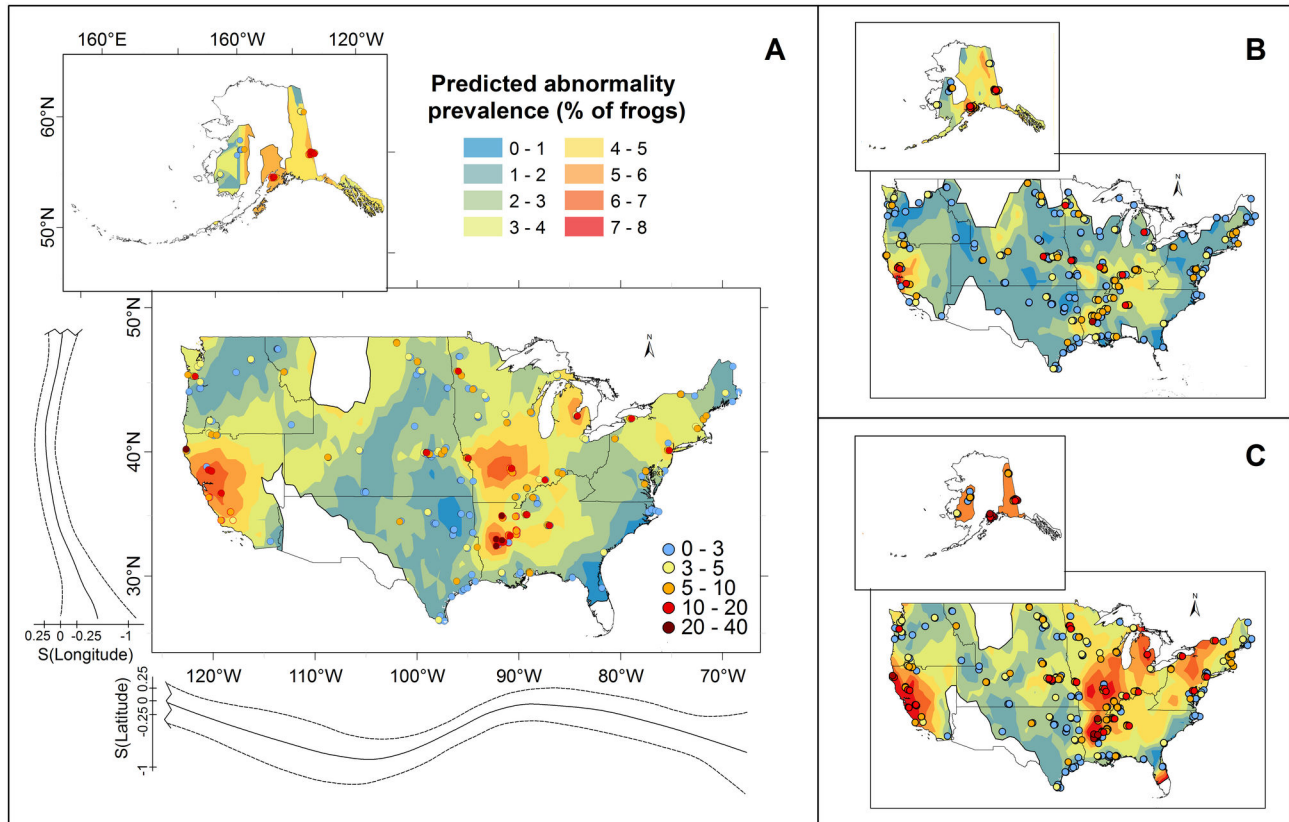 A
160°E
160°W
120°W
60°N
50°N
Predicted abnormality
prevalence (% of frogs)
0 - 1
1 - 2
2 - 3
3 - 4
4 - 5
5 - 6
6 - 7
7 - 8
50°N
40°N
30°N
N
0 - 3
3 - 5
5 - 10
10 - 20
20 - 40
0.25 0 -0.25 -1
S(Longitude)
120°W
110°W
100°W
90°W
80°W
70°W
S(Latitude)
-1 -0.25 0 0.25
B
N
C
N